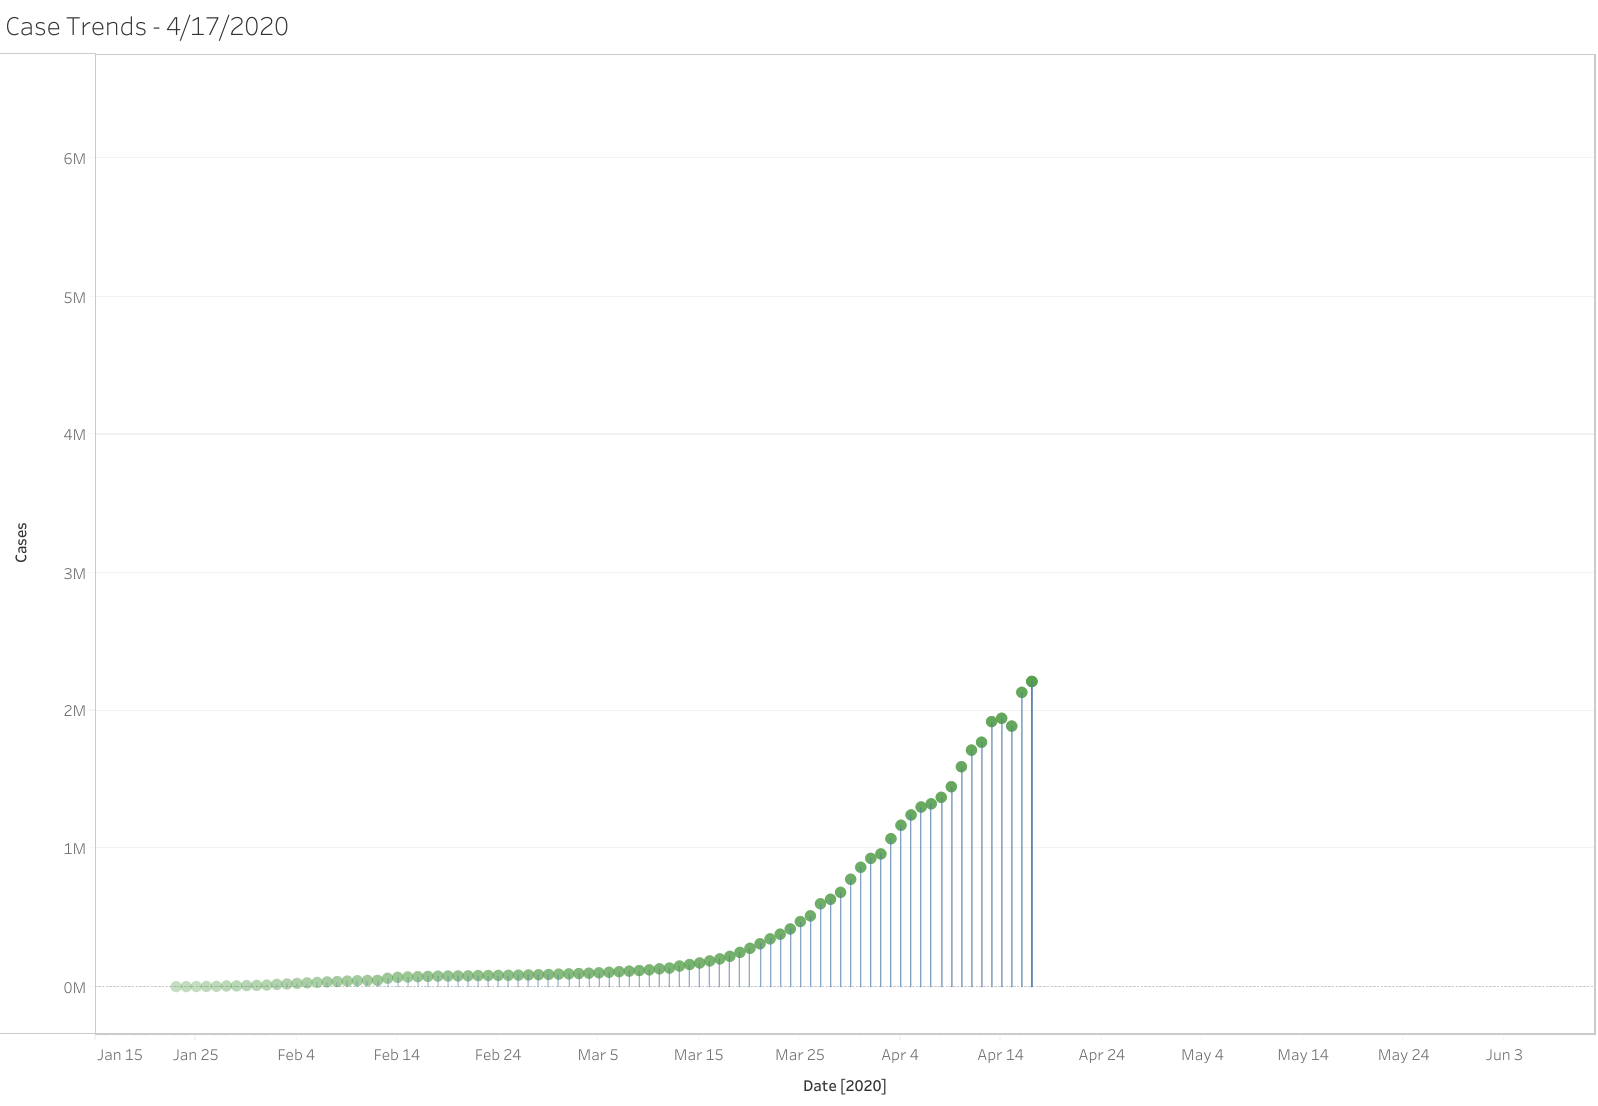 Case Trends - 4/17/2020
6M
5M
4M
3M
2M
1M
0M
Cases
Jan 15 Jan 25 Feb 4 Feb 14 Feb 24 Mar 5 Mar 15 Mar 25 Apr 4 Apr 14 Apr 24 May 4 May 14 May 24 Jun 3
Date [2020]